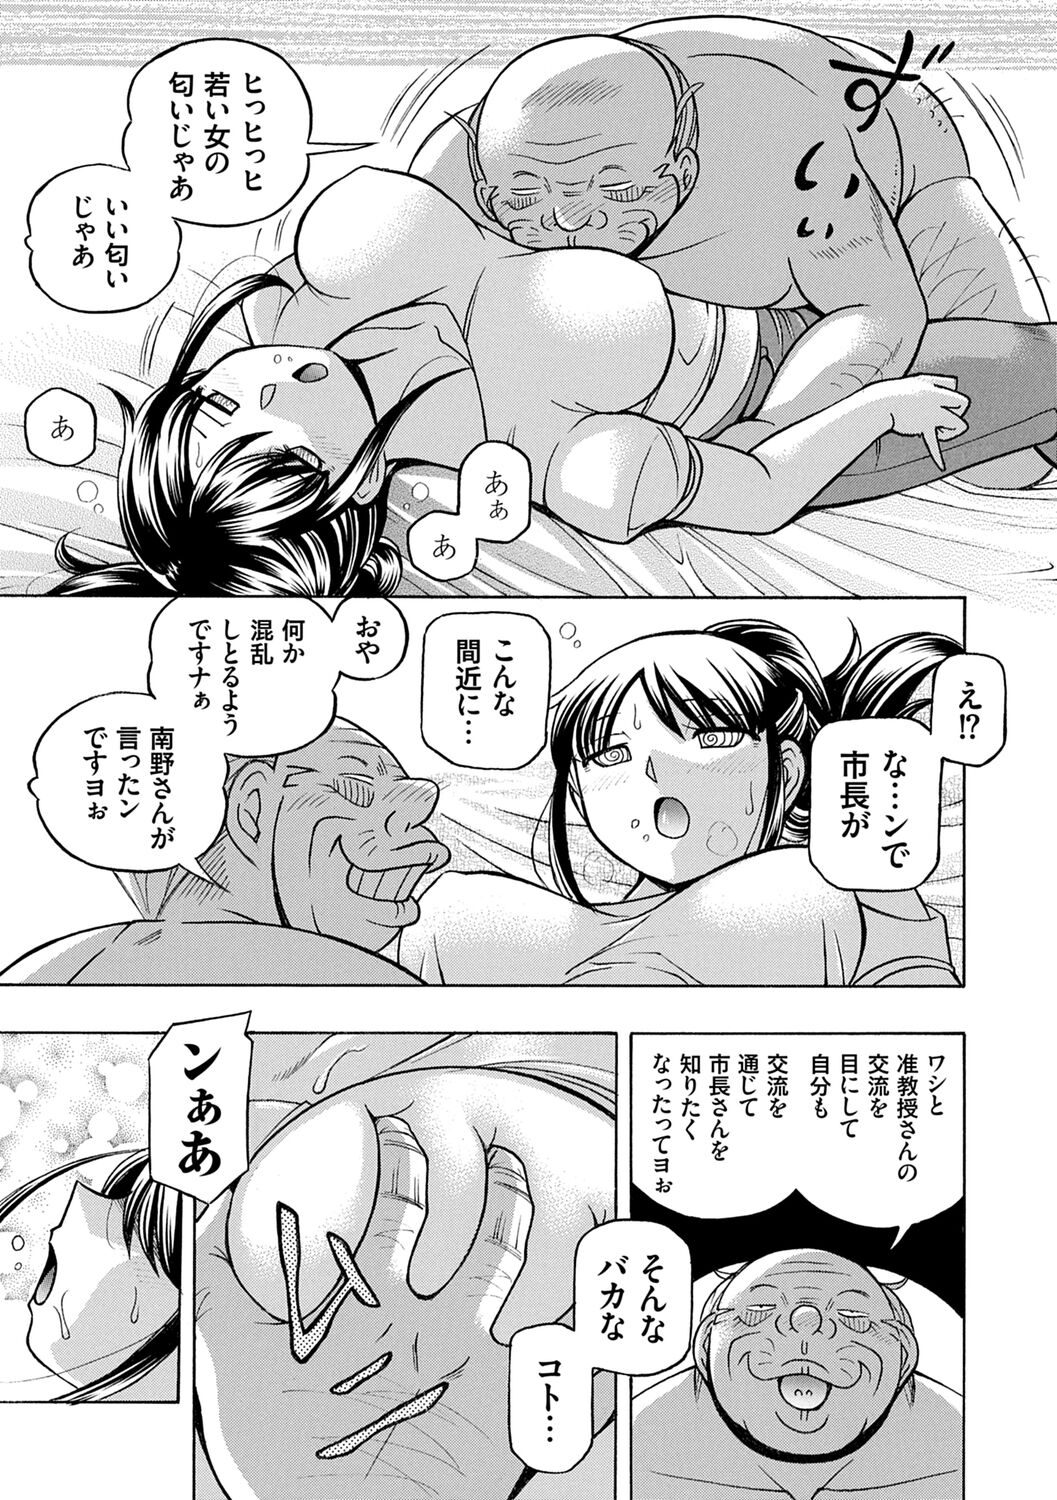 ヒっヒっヒ
若い女の
匂いじゃあ
いい匂い
じゃあ
ずいい
あ
ああ
あ
え!?
な…ンで
市長が
こんな
間近に…
おや
何か
混乱
しとるよう
ですナぁ
南野さんが
言ったン
ですヨぉ
ワシと
准教授さんの
交流を
目にして
自分も
交流を
通じて
市長さんを
知りたく
なったってヨぉ
そんな
バカな
コト…
ムニ
ンぁあ